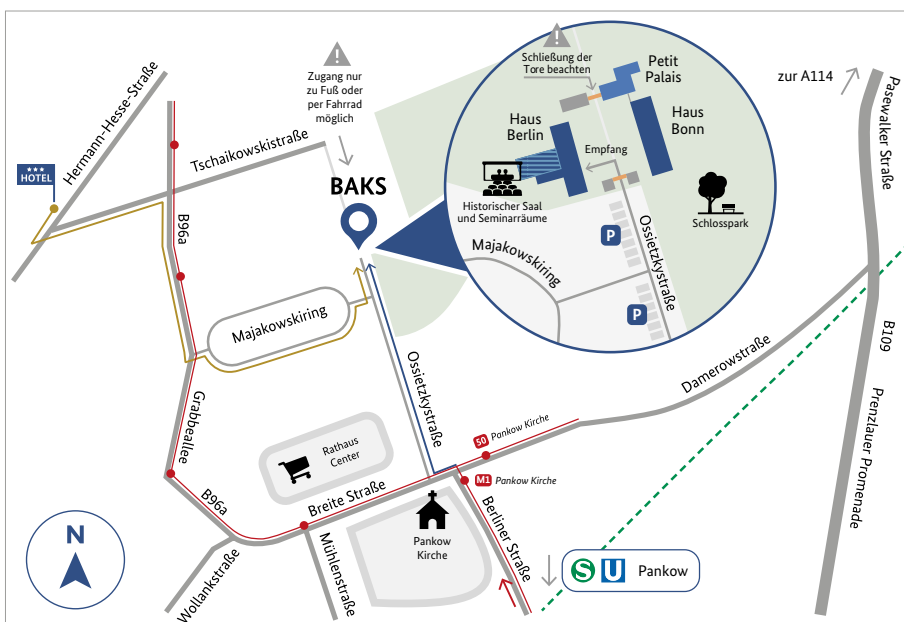 Zugang nur
zu Fuß oder
per Fahrrad
möglich
Schließung der
Tore beachten
Petit
Palais
Haus
Berlin
Haus
Bonn
Empfang
Historischer Saal
und Seminarräume
Schlosspark
Majakowskiring
Ossietzkystraße
P
P
zur A114
Pasewalker Straße
Hermann-Hesse-Straße
★★★
HOTEL
Tschaikowskistraße
BAKS
B96a
Majakowskiring
Ossietzkystraße
Damerowstraße
B109
Prenzlauer Promenade
Grabbeallee
Rathaus
Center
50 Pankow Kirche
M1 Pankow Kirche
B96a
Breite Straße
Berliner Straße
Pankow
Kirche
Mühlenstraße
Wollankstraße
N
S U Pankow